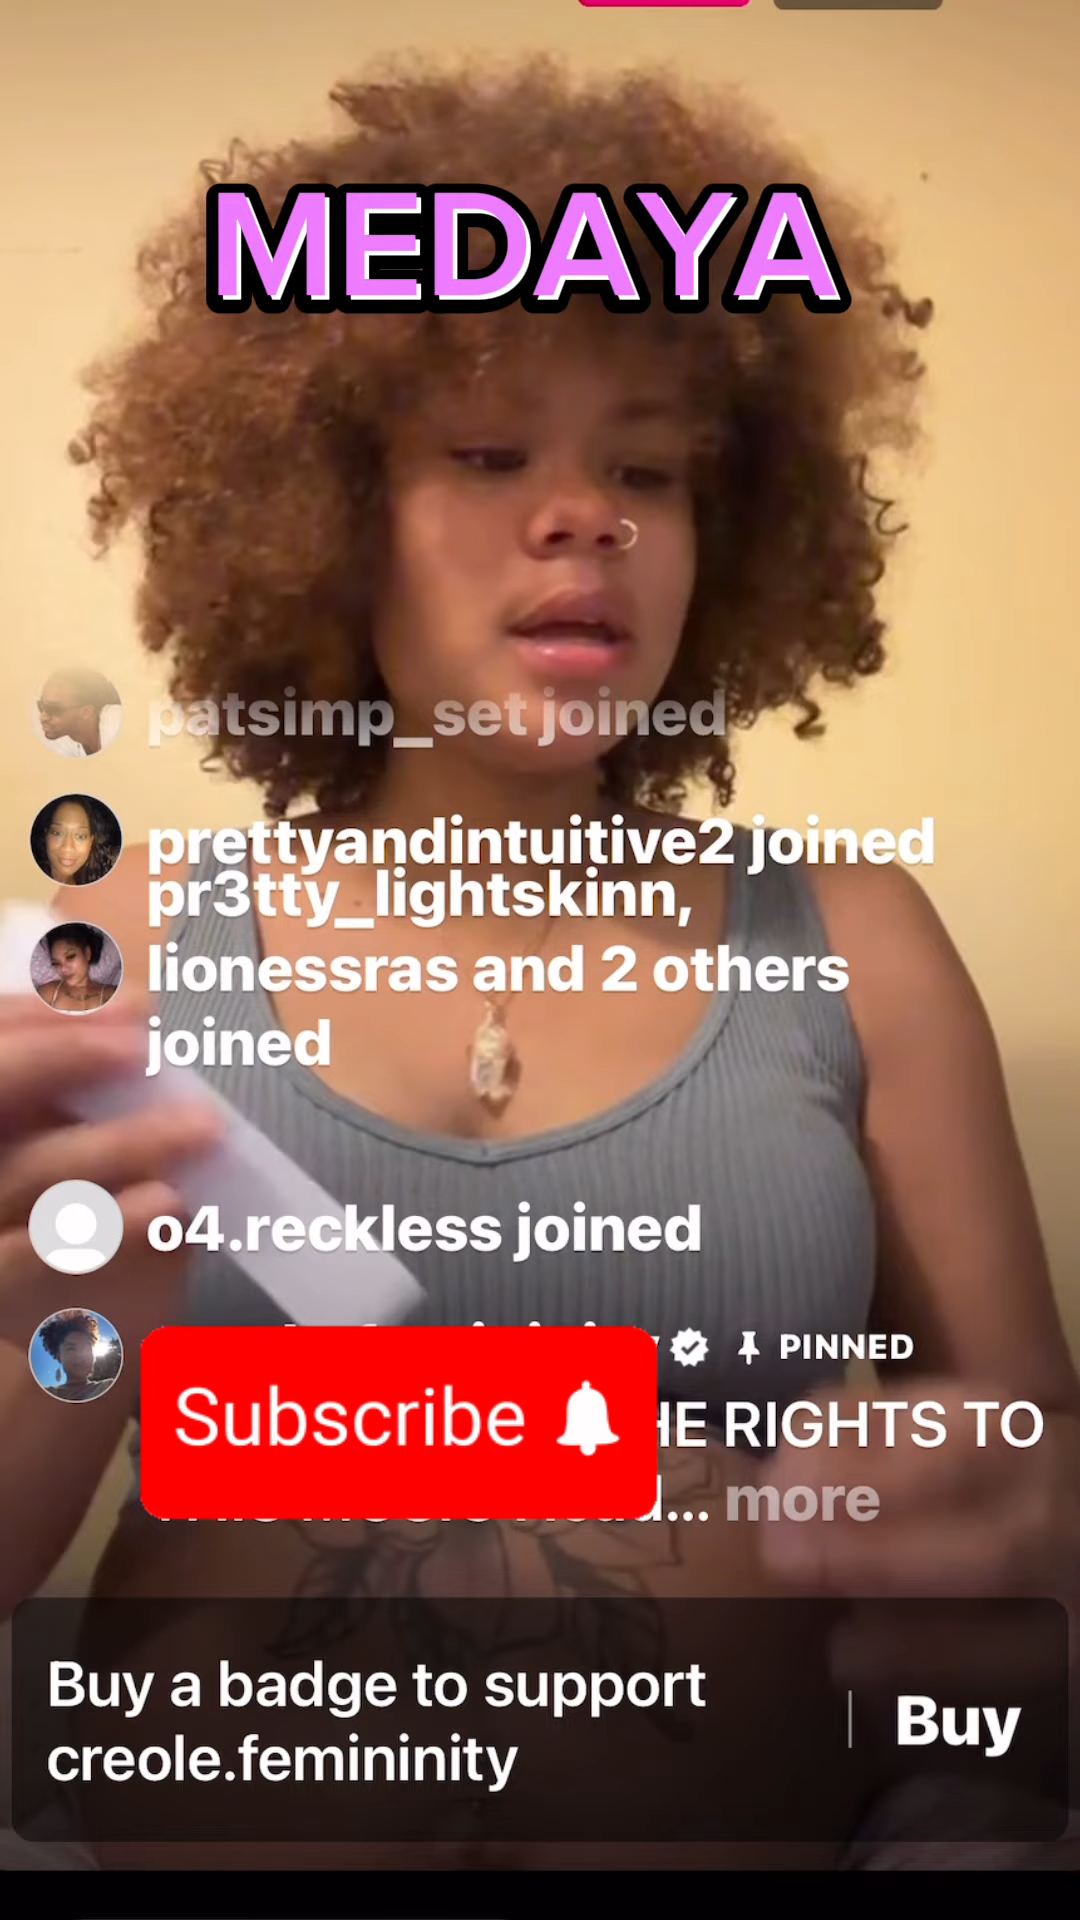 MEDAYA
patsimp_set joined
prettyandintuitive2 joined
pr3tty_lightskinn,
lionessras and 2 others
joined
o4.reckless joined
PINNED
Subscribe
HE RIGHTS TO
... more
Buy a badge to support
creole.femininity
Buy